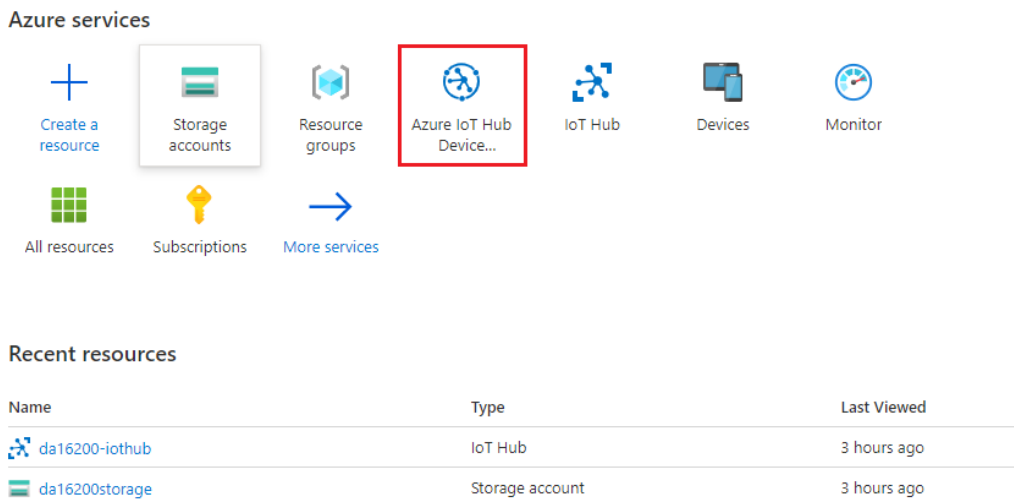 Azure services
Create a
resource
Storage
accounts
Resource
groups
Azure IoT Hub
Device...
IoT Hub
Devices
Monitor
All resources
Subscriptions
More services
Recent resources
Name Type Last Viewed
da16200-iothub IoT Hub 3 hours ago
da16200storage Storage account 3 hours ago